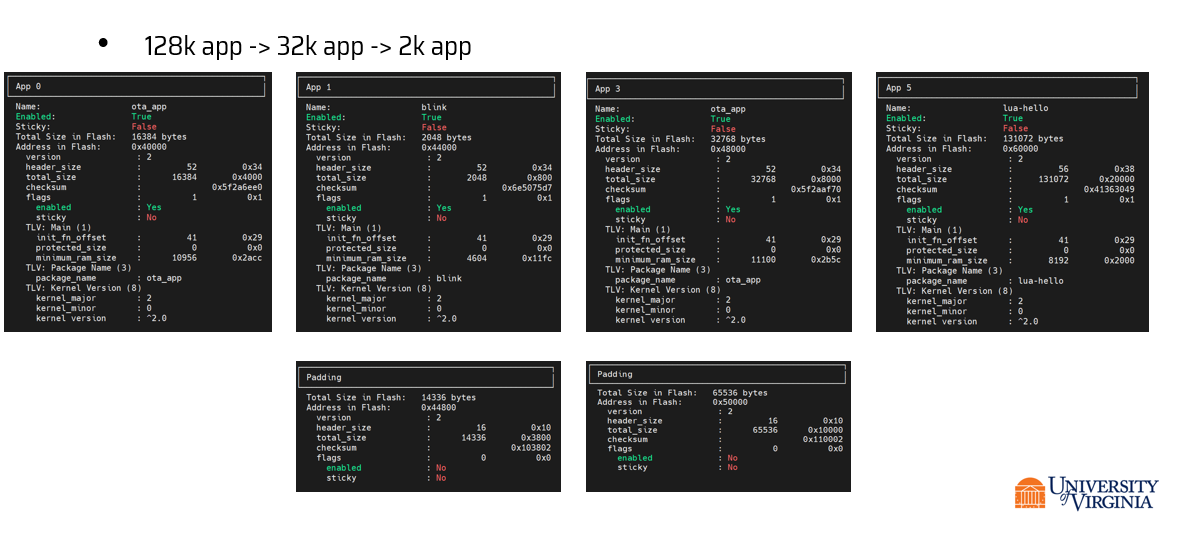 • 128k app -> 32k app -> 2k app
App 0
Name: ota_app
Enabled: True
Sticky: False
Total Size in Flash: 16384 bytes
Address in Flash: 0x40000
version : 2
header_size : 52 0x34
total_size : 16384 0x4000
checksum : 0x5f2a6ee0
flags : 1 0x1
enabled : Yes
sticky : No
TLV: Main (1)
init_fn_offset : 41 0x29
protected_size : 0 0x0
minimum_ram_size : 10956 0x2acc
TLV: Package Name (3)
package_name : ota_app
TLV: Kernel Version (8)
kernel_major : 2
kernel_minor : 0
kernel version : ^2.0
App 1
Name: blink
Enabled: True
Sticky: False
Total Size in Flash: 2048 bytes
Address in Flash: 0x44000
version : 2
header_size : 52 0x34
total_size : 2048 0x800
checksum : 0x6e5075d7
flags : 1 0x1
enabled : Yes
sticky : No
TLV: Main (1)
init_fn_offset : 41 0x29
protected_size : 0 0x0
minimum_ram_size : 4604 0x11fc
TLV: Package Name (3)
package_name : blink
TLV: Kernel Version (8)
kernel_major : 2
kernel_minor : 0
kernel version : ^2.0
App 3
Name: ota_app
Enabled: True
Sticky: False
Total Size in Flash: 32768 bytes
Address in Flash: 0x48000
version : 2
header_size : 52 0x34
total_size : 32768 0x8000
checksum : 0x5f2aaf70
flags : 1 0x1
enabled : Yes
sticky : No
TLV: Main (1)
init_fn_offset : 41 0x29
protected_size : 0 0x0
minimum_ram_size : 11100 0x2b5c
TLV: Package Name (3)
package_name : ota_app
TLV: Kernel Version (8)
kernel_major : 2
kernel_minor : 0
kernel version : ^2.0
App 5
Name: lua-hello
Enabled: True
Sticky: False
Total Size in Flash: 131072 bytes
Address in Flash: 0x60000
version : 2
header_size : 56 0x38
total_size : 131072 0x20000
checksum : 0x41363049
flags : 1 0x1
enabled : Yes
sticky : No
TLV: Main (1)
init_fn_offset : 41 0x29
protected_size : 0 0x0
minimum_ram_size : 8192 0x2000
TLV: Package Name (3)
package_name : lua-hello
TLV: Kernel Version (8)
kernel_major : 2
kernel_minor : 0
kernel version : ^2.0
Padding
Total Size in Flash: 14336 bytes
Address in Flash: 0x44800
version : 2
header_size : 16 0x10
total_size : 14336 0x3800
checksum : 0x103802
flags : 0 0x0
enabled : No
sticky : No
Padding
Total Size in Flash: 65536 bytes
Address in Flash: 0x50000
version : 2
header_size : 16 0x10
total_size : 65536 0x10000
checksum : 0x110002
flags : 0 0x0
enabled : No
sticky : No
UNIVERSITY
of VIRGINIA